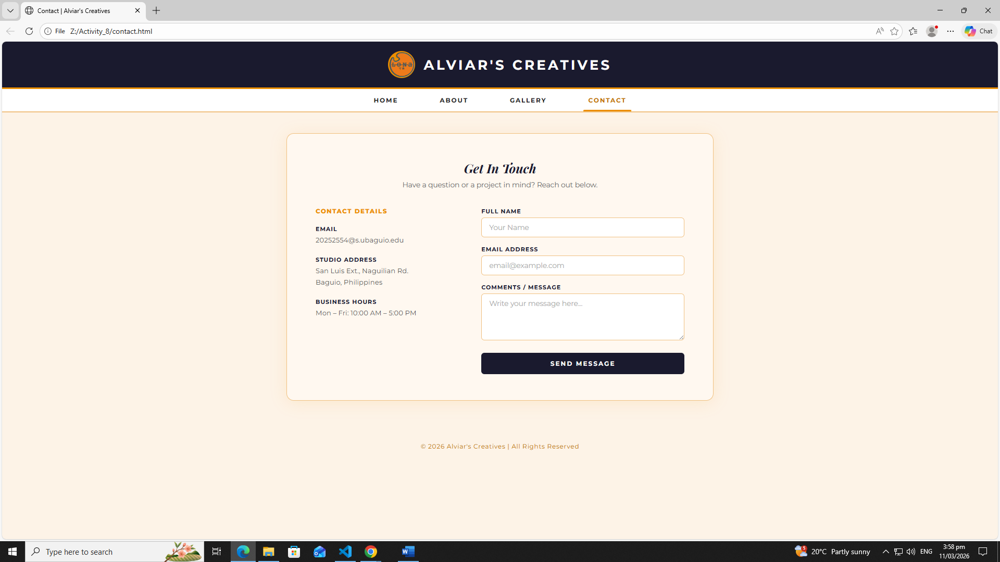 Contact | Alviar's Creatives
File Z:/Activity_8/contact.html
Chat
LONG
ALVIAR'S CREATIVES
HOME ABOUT GALLERY CONTACT
Get In Touch
Have a question or a project in mind? Reach out below.
CONTACT DETAILS
EMAIL
20252554@s.ubaguio.edu
STUDIO ADDRESS
San Luis Ext., Naguilian Rd.
Baguio, Philippines
BUSINESS HOURS
Mon – Fri: 10:00 AM – 5:00 PM
FULL NAME
Your Name
EMAIL ADDRESS
email@example.com
COMMENTS / MESSAGE
Write your message here...
SEND MESSAGE
© 2026 Alviar's Creatives | All Rights Reserved
Type here to search
5
20°C Partly sunny
ENG
3:58 pm
11/03/2026